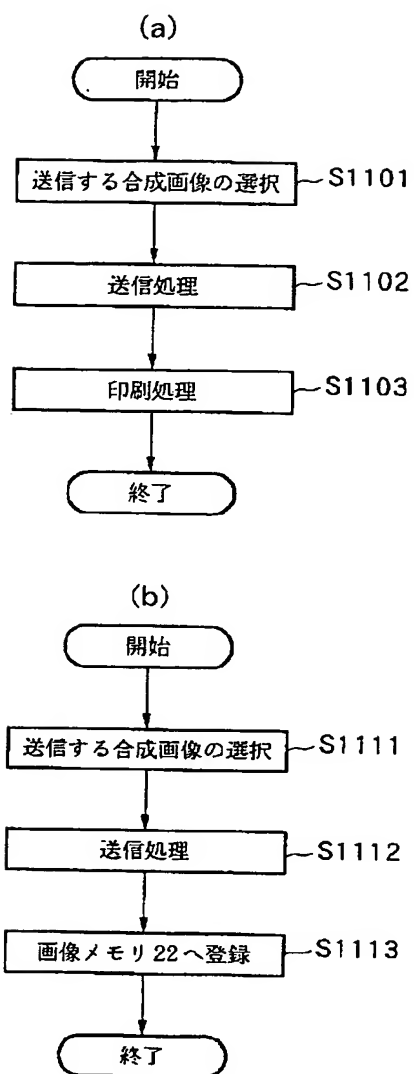 (a)
開始
送信する合成画像の選択 S1101
送信処理 S1102
印刷処理 S1103
終了
(b)
開始
送信する合成画像の選択 S1111
送信処理 S1112
画像メモリ22へ登録 S1113
終了